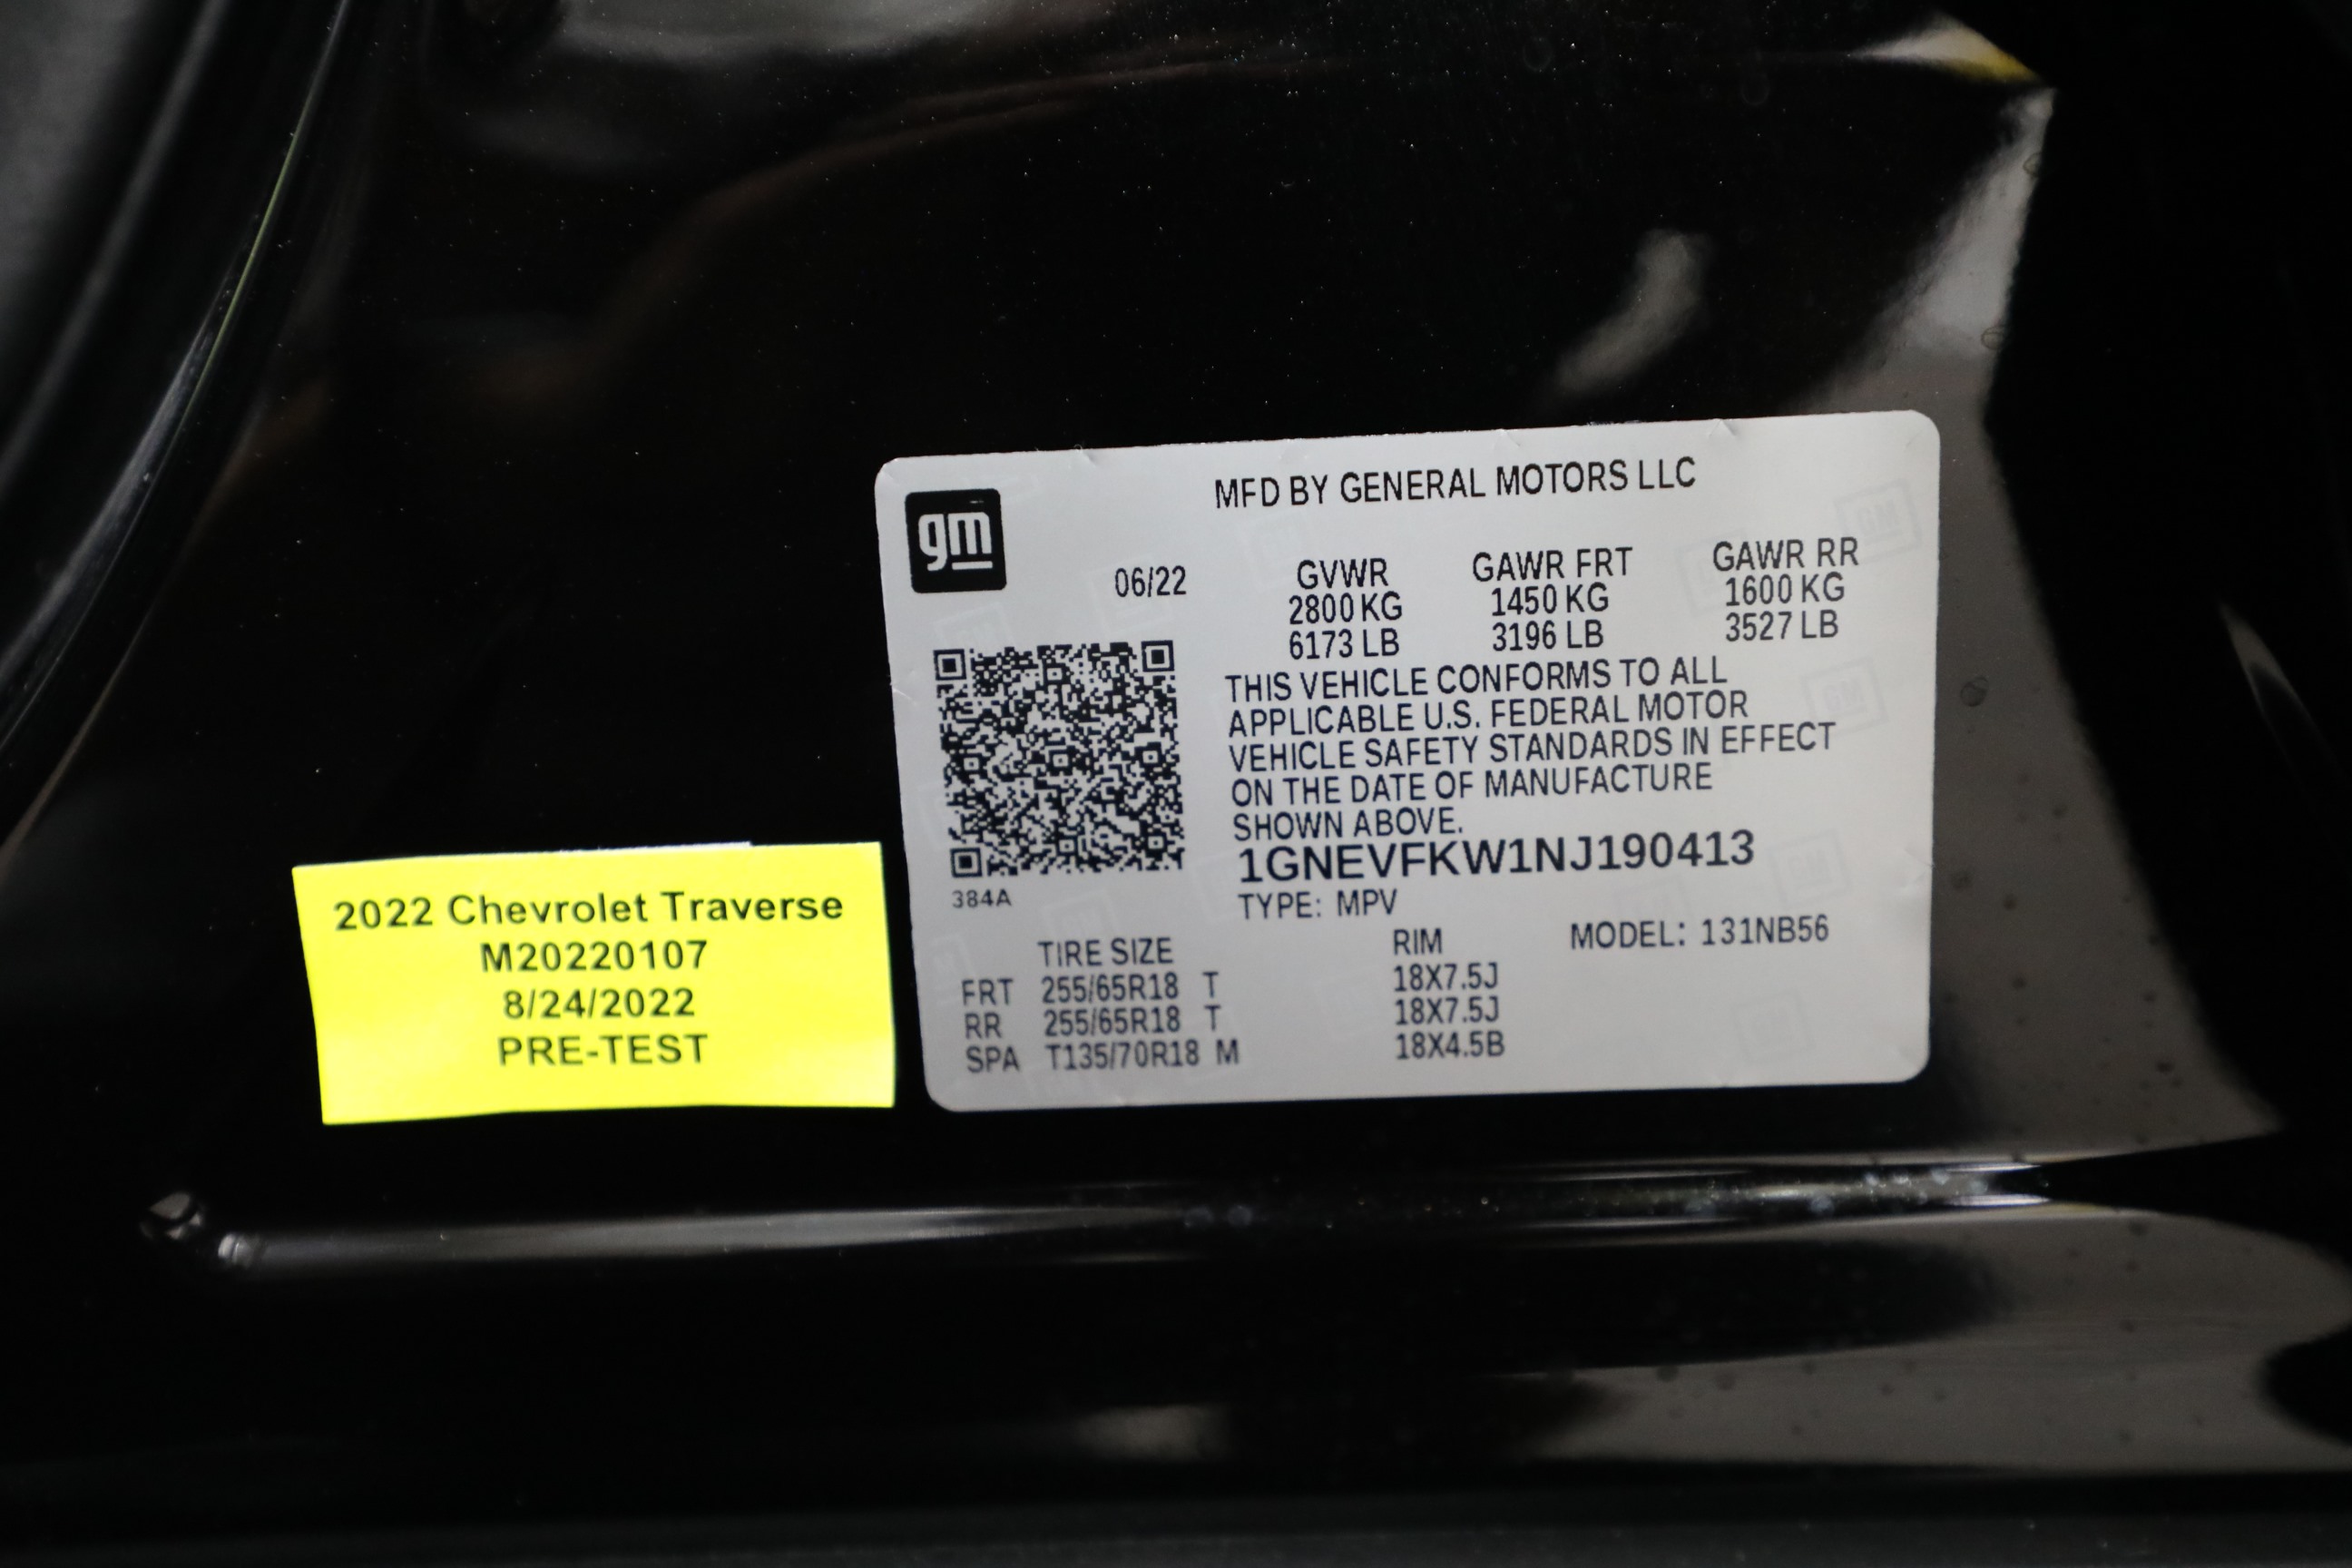 gm
MFD BY GENERAL MOTORS LLC
06/22
GVWR GAWR FRT GAWR RR
2800 KG 1450 KG 1600 KG
6173 LB 3196 LB 3527 LB
THIS VEHICLE CONFORMS TO ALL
APPLICABLE U.S. FEDERAL MOTOR
VEHICLE SAFETY STANDARDS IN EFFECT
ON THE DATE OF MANUFACTURE
SHOWN ABOVE.
1GNEVFKW1NJ190413
384A
TYPE: MPV
MODEL: 131NB56
TIRE SIZE RIM
FRT 255/65R18 T 18X7.5J
RR 255/65R18 T 18X7.5J
SPA T135/70R18 M 18X4.5B
2022 Chevrolet Traverse
M20220107
8/24/2022
PRE-TEST